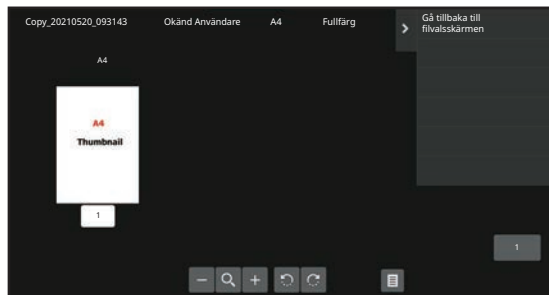 Copy_20210520_093143 Okänd Användare A4 Fullfärg
Gå tillbaka till
filvalsskärmen
A4
A4
Thumbnail
1
1